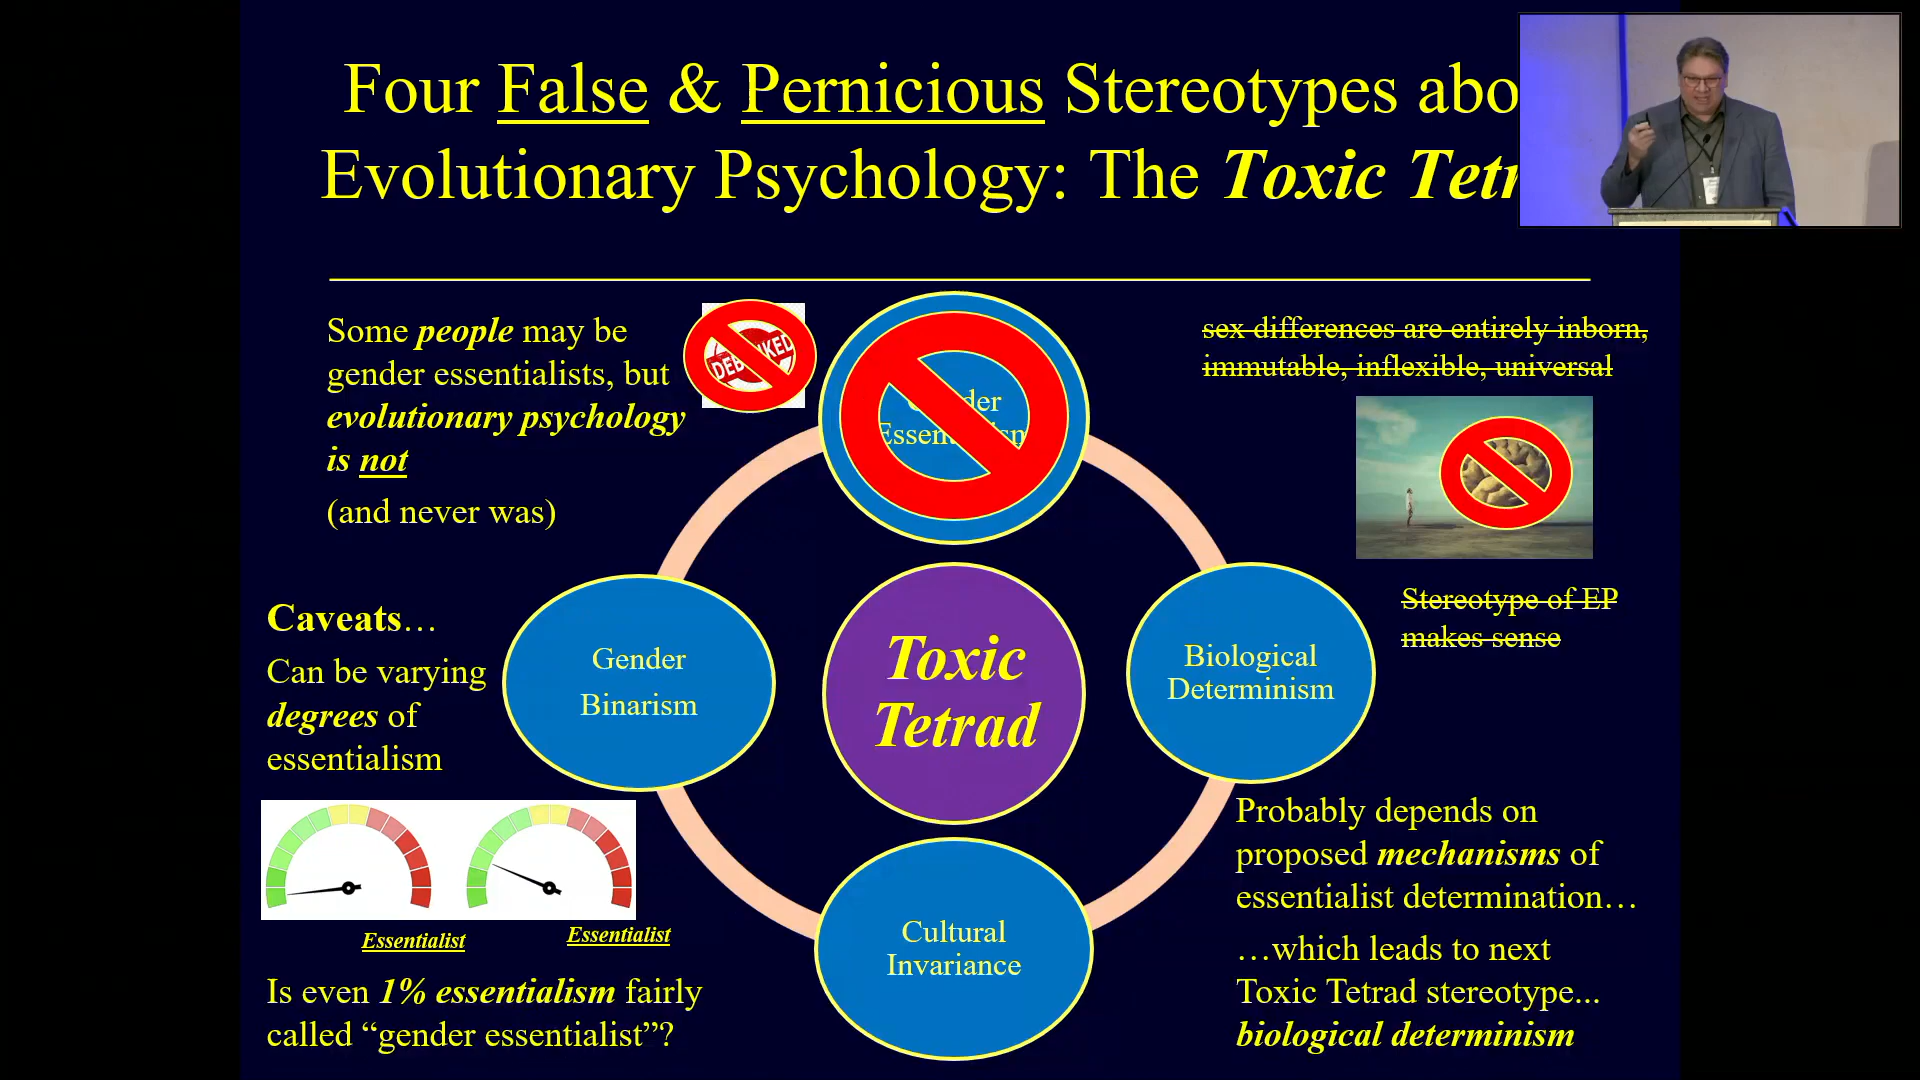 Four False & Pernicious Stereotypes abo
Evolutionary Psychology: The Toxic Tetr
Some people may be
gender essentialists, but
evolutionary psychology
is not
(and never was)
sex differences are entirely inborn,
immutable, inflexible, universal
Stereotype of EP
makes sense
Caveats…
Can be varying
degrees of
essentialism
Gender
Binarism
Toxic
Tetrad
Biological
Determinism
Cultural
Invariance
Essentialist
Essentialist
Is even 1% essentialism fairly
called “gender essentialist”?
Probably depends on
proposed mechanisms of
essentialist determination…
…which leads to next
Toxic Tetrad stereotype...
biological determinism